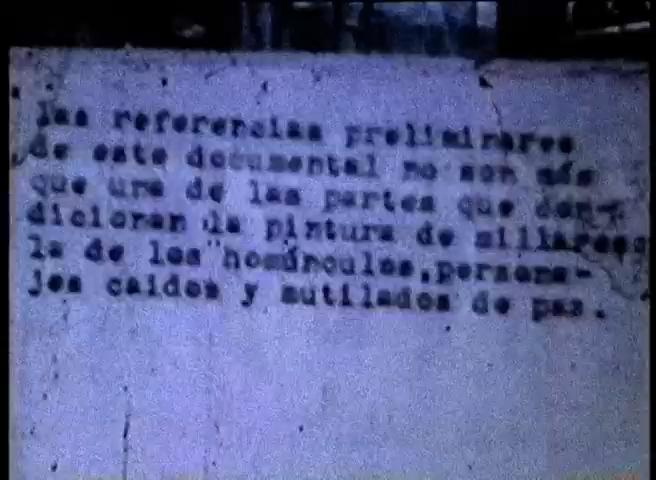 las referencias preliminares
de este documental no son más
que una de las partes que con-
dicionan la pintura de millares
la de los "homúnculos, persona-
jes caidos y mutilados de paz.